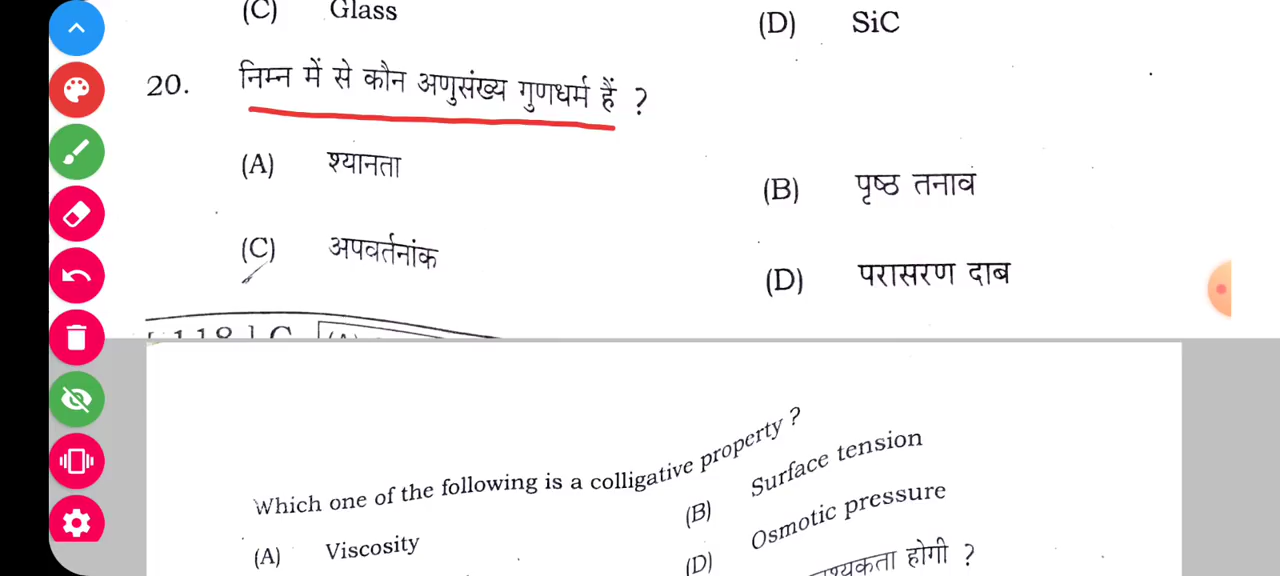 (C) Glass
(D) SiC
20. निम्न में से कौन अणुसंख्य गुणधर्म हैं ?
(A) श्यानता
(B) पृष्ठ तनाव
(C) अपवर्तनांक
(D) परासरण दाब
Which one of the following is a colligative property ?
(A) Viscosity
(B) Surface tension
(D) Osmotic pressure
होगी ?